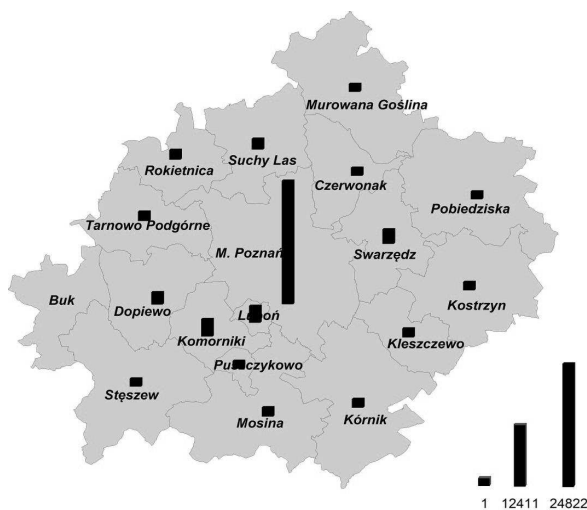 Murowana Goślina
Suchy Las
Rokietnica
Czerwonak
Pobiedziska
Tarnowo Podgórne
M. Poznań
Swarzędz
Buk
Dopiewo
Kostrzyn
Luboń
Komorniki
Kleszczewo
Puszczykowo
Stęszew
Mosina
Kórnik
1 12411 24822